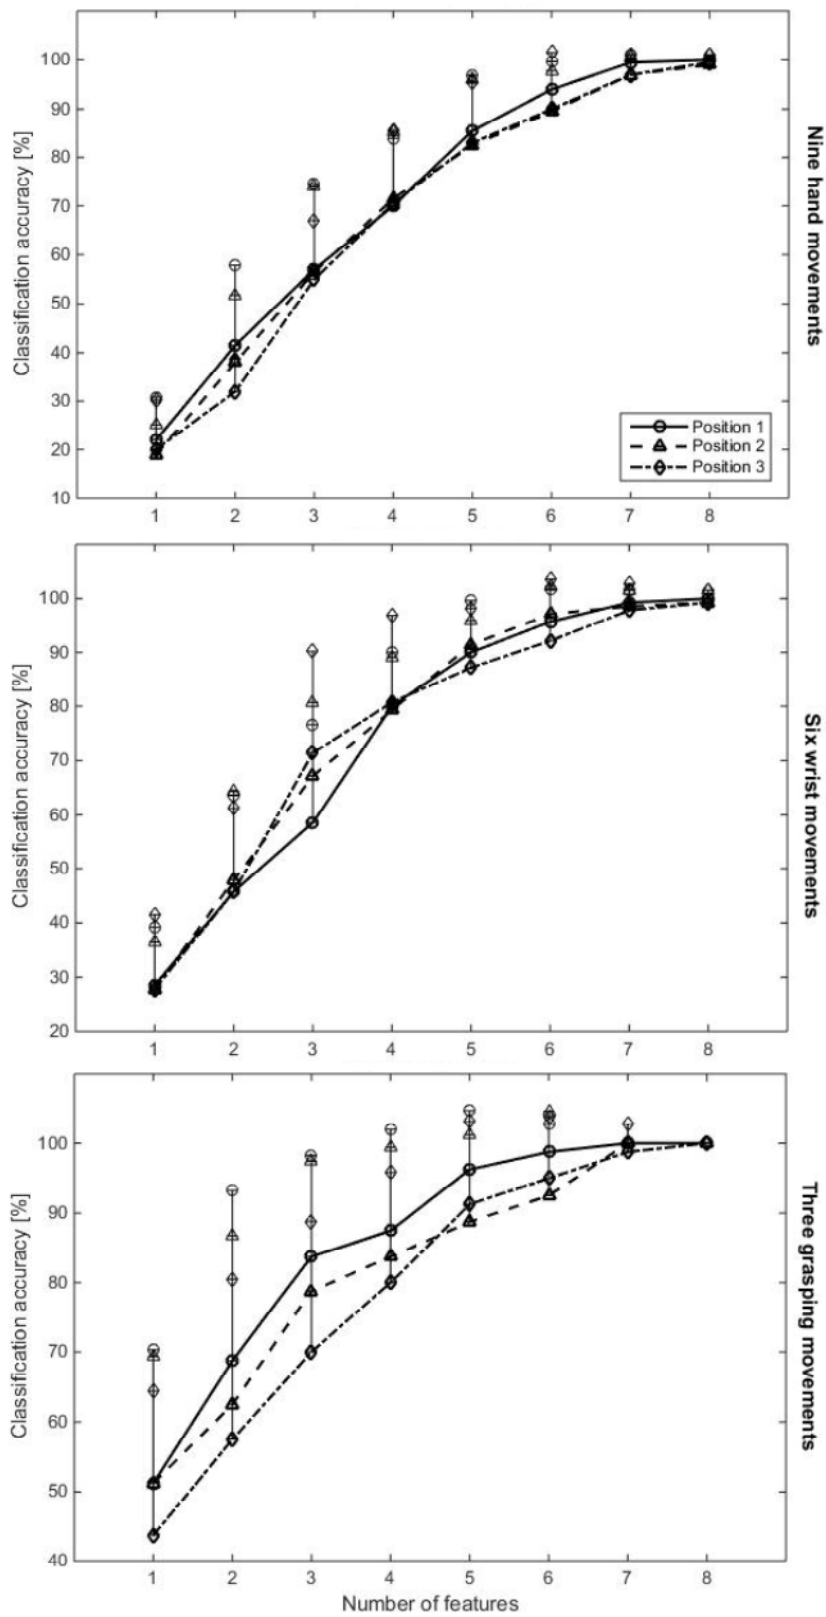 100
90
80
70
60
50
40
30
20
10
Classification accuracy [%]
Nine hand movements
Position 1
Position 2
Position 3
1 2 3 4 5 6 7 8
100
90
80
70
60
50
40
30
20
Classification accuracy [%]
Six wrist movements
1 2 3 4 5 6 7 8
100
90
80
70
60
50
40
Classification accuracy [%]
Three grasping movements
1 2 3 4 5 6 7 8
Number of features